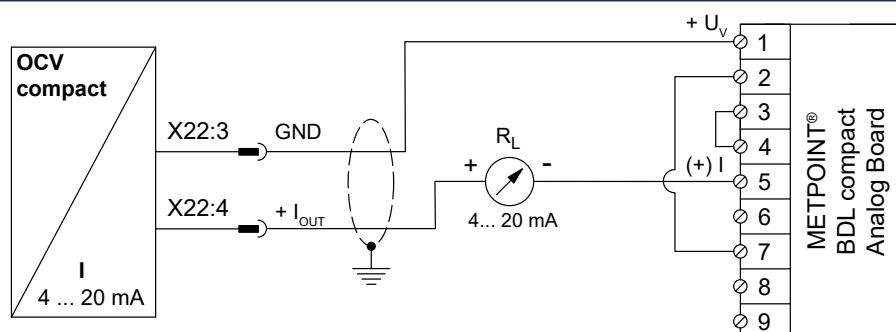 OCV
compact
I
4 ... 20 mA
X22:3
GND
X22:4
+ I_OUT
R_L
+
-
4... 20 mA
+ U_V
(+) I
1
2
3
4
5
6
7
8
9
METPOINT®
BDL compact
Analog Board